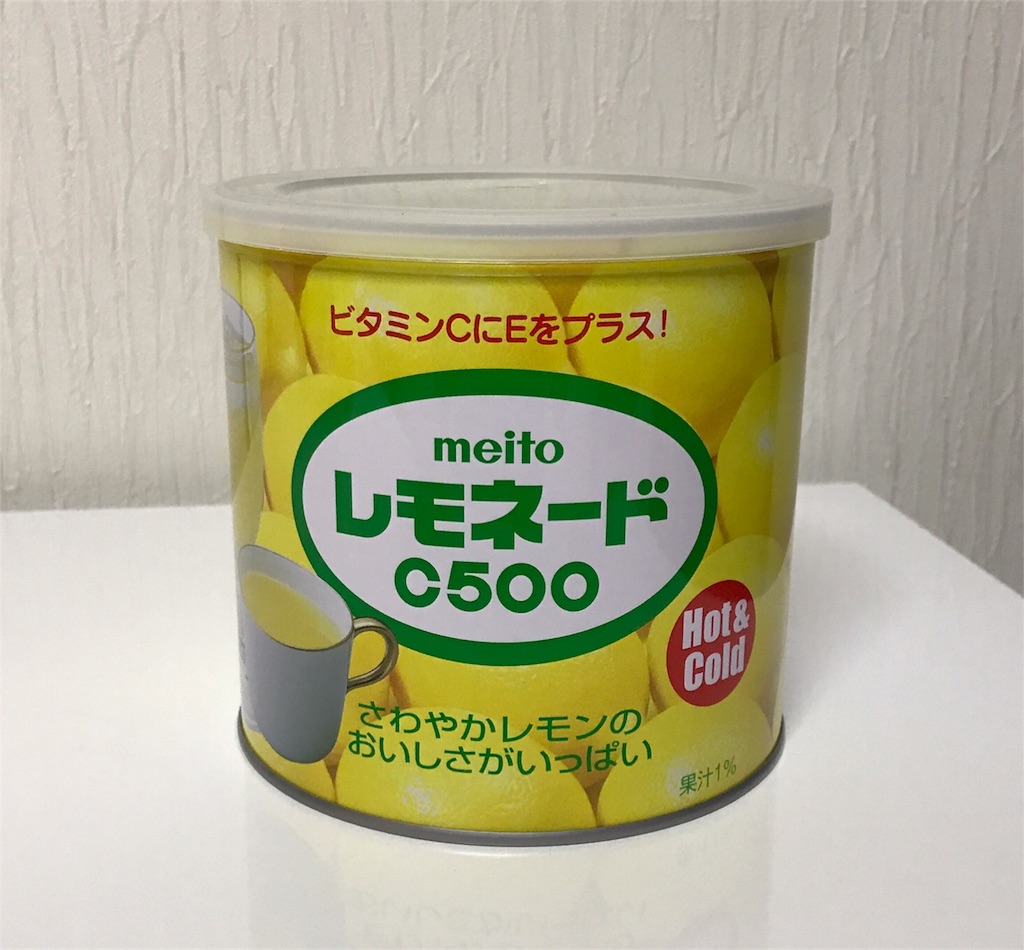 ビタミンCにEをプラス!
meito
レモネード
C500
Hot&
Cold
さわやかレモンの
おいしさがいっぱい
果汁1%